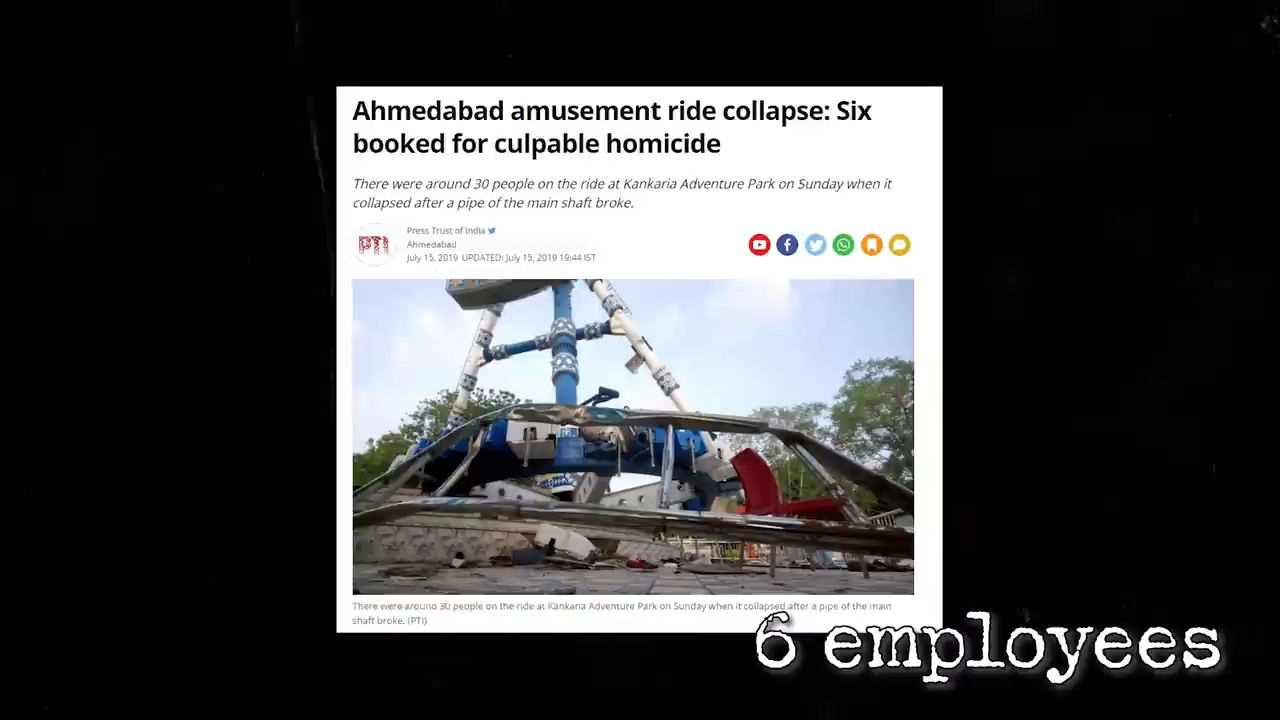 Ahmedabad amusement ride collapse: Six
booked for culpable homicide
There were around 30 people on the ride at Kankaria Adventure Park on Sunday when it
collapsed after a pipe of the main shaft broke.
PTI
Press Trust of India
Ahmedabad
July 15, 2019 UPDATED: July 15, 2019 19:44 IST
There were around 30 people on the ride at Kankaria Adventure Park on Sunday when it collapsed after a pipe of the main
shaft broke. (PTI)
6 employees